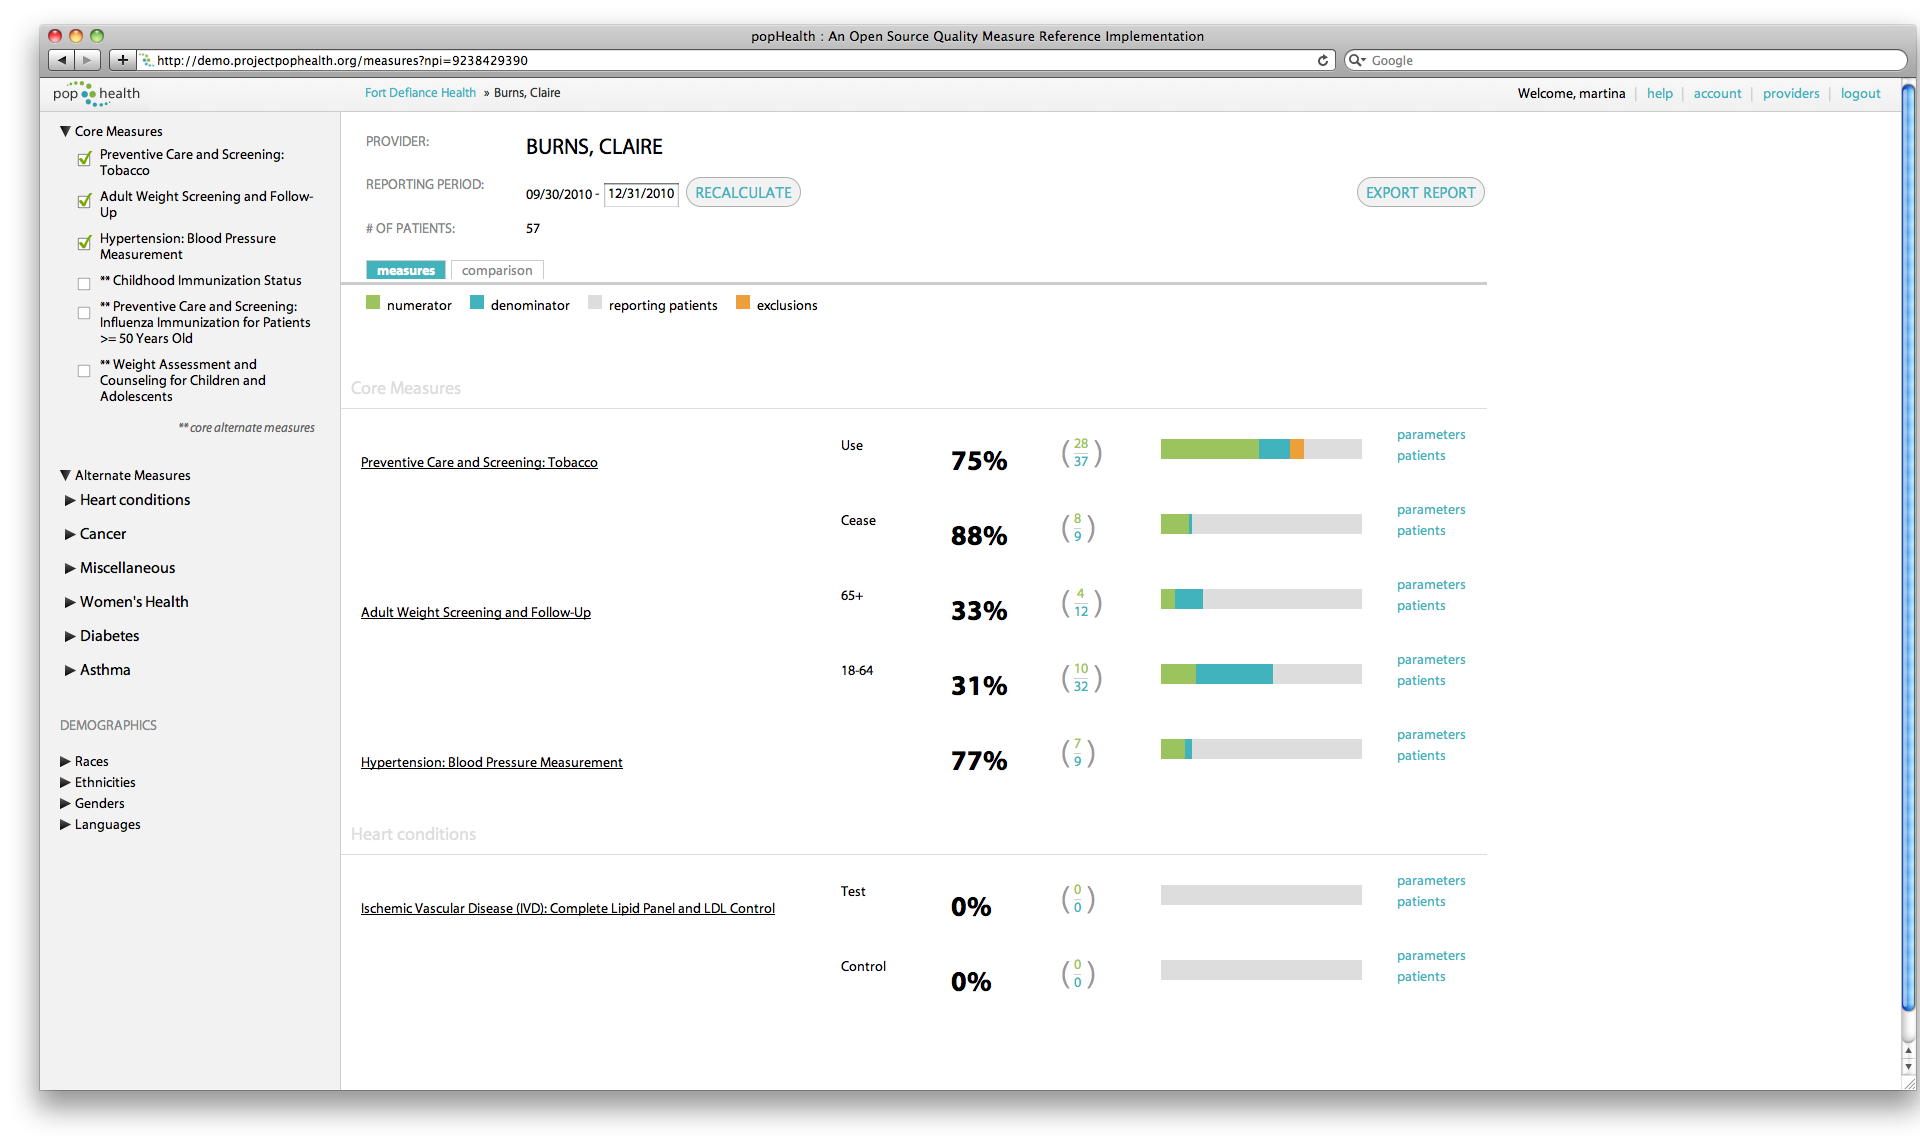 popHealth : An Open Source Quality Measure Reference Implementation
http://demo.projectpophealth.org/measures?npi=9238429390
Google
pop health
Fort Defiance Health » Burns, Claire
Welcome, martina | help | account | providers | logout
Core Measures
Preventive Care and Screening:
Tobacco
Adult Weight Screening and Follow-
Up
Hypertension: Blood Pressure
Measurement
** Childhood Immunization Status
** Preventive Care and Screening:
Influenza Immunization for Patients
>= 50 Years Old
** Weight Assessment and
Counseling for Children and
Adolescents
** core alternate measures
Alternate Measures
Heart conditions
Cancer
Miscellaneous
Women's Health
Diabetes
Asthma
DEMOGRAPHICS
Races
Ethnicities
Genders
Languages
PROVIDER: BURNS, CLAIRE
REPORTING PERIOD: 09/30/2010 - 12/31/2010 RECALCULATE EXPORT REPORT
# OF PATIENTS: 57
measures comparison
numerator denominator reporting patients exclusions
Core Measures
Preventive Care and Screening: Tobacco
Use 75% (28/37) parameters
patients
Cease 88% (8/9) parameters
patients
Adult Weight Screening and Follow-Up
65+ 33% (4/12) parameters
patients
18-64 31% (10/32) parameters
patients
Hypertension: Blood Pressure Measurement
77% (7/9) parameters
patients
Heart conditions
Ischemic Vascular Disease (IVD): Complete Lipid Panel and LDL Control
Test 0% (0/0) parameters
patients
Control 0% (0/0) parameters
patients